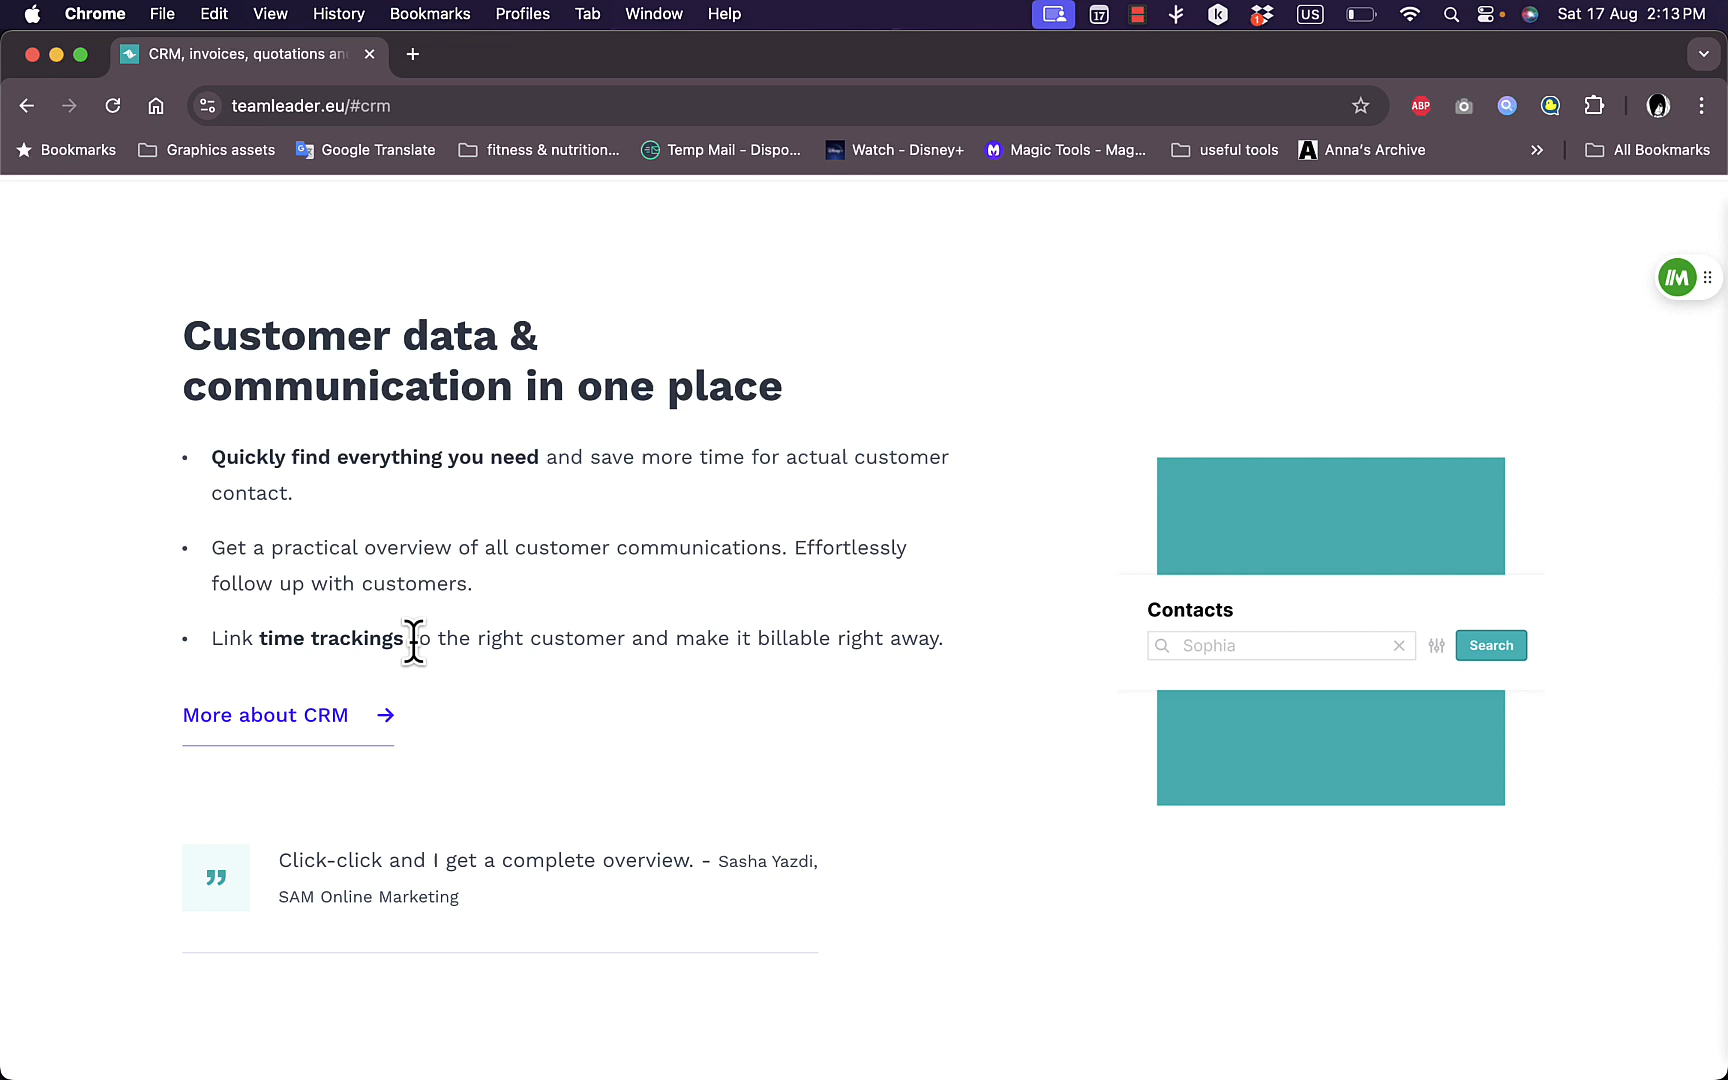 Chrome File Edit View History Bookmarks Profiles Tab Window Help 17 US Sat 17 Aug 2:13 PM
CRM, invoices, quotations an
teamleader.eu/#crm ABP
Bookmarks Graphics assets Google Translate fitness & nutrition... Temp Mail - Dispo... Watch - Disney+ Magic Tools - Mag... useful tools Anna's Archive >> All Bookmarks
Customer data &
communication in one place
• Quickly find everything you need and save more time for actual customer
contact.
• Get a practical overview of all customer communications. Effortlessly
follow up with customers.
• Link time trackings to the right customer and make it billable right away.
More about CRM →
Contacts
Sophia Search
" Click-click and I get a complete overview. - Sasha Yazdi,
SAM Online Marketing